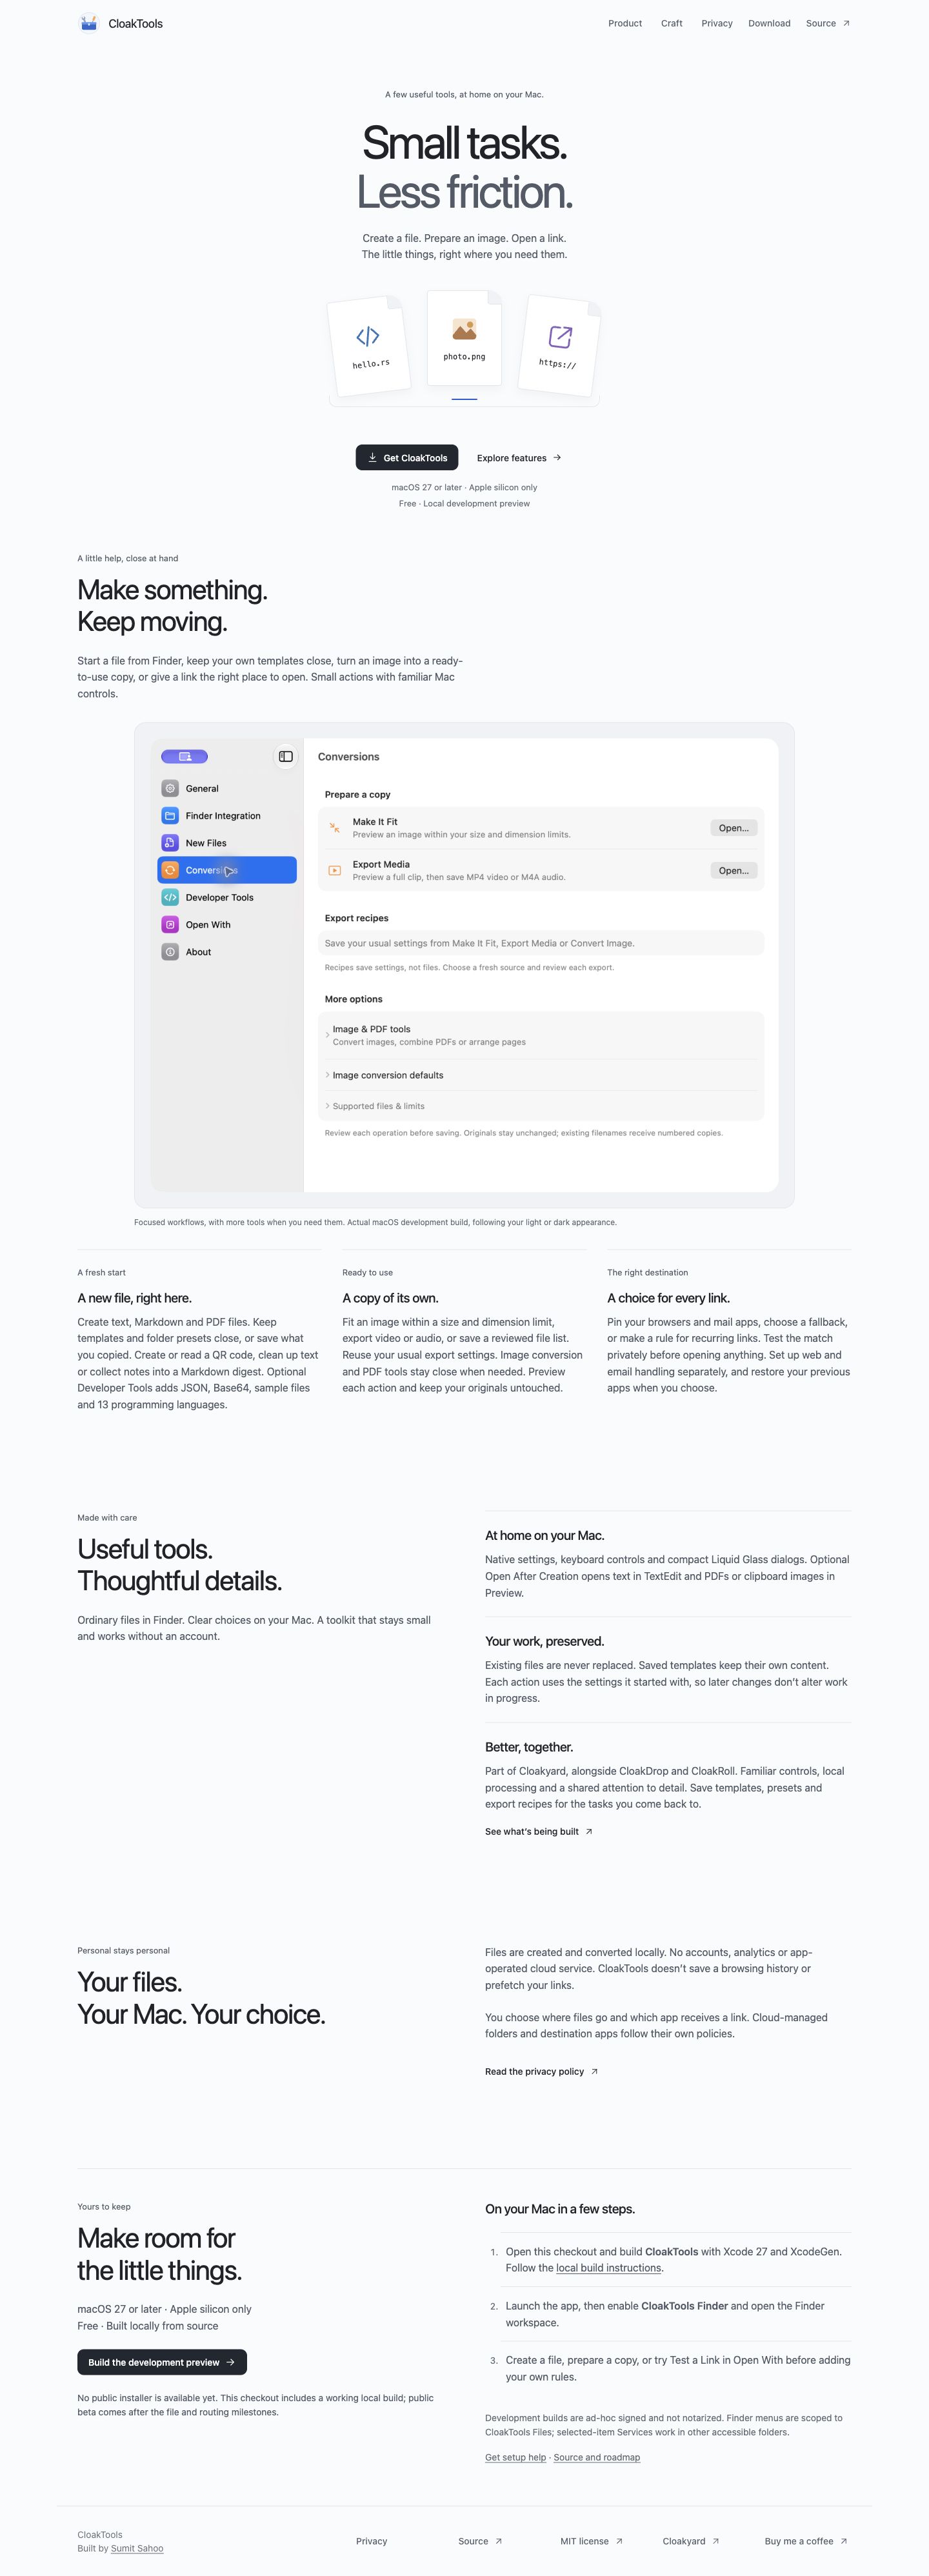 CloakTools
Product Craft Privacy Download Source
A few useful tools, at home on your Mac.
Small tasks.
Less friction.
Create a file. Prepare an image. Open a link.
The little things, right where you need them.
hello.rs
photo.png
https://
Get CloakTools
Explore features
macOS 27 or later · Apple silicon only
Free · Local development preview
A little help, close at hand
Make something.
Keep moving.
Start a file from Finder, keep your own templates close, turn an image into a ready-
to-use copy, or give a link the right place to open. Small actions with familiar Mac
controls.
General
Finder Integration
New Files
Developer Tools
Open With
About
Conversions
Prepare a copy
Make It Fit
Preview an image within your size and dimension limits.
Open...
Export Media
Preview a full clip, then save MP4 video or M4A audio.
Open...
Export recipes
Save your usual settings from Make It Fit, Export Media or Convert Image.
Recipes save settings, not files. Choose a fresh source and review each export.
More options
Image & PDF tools
Convert images, combine PDFs or arrange pages
Image conversion defaults
Supported files & limits
Review each operation before saving. Originals stay unchanged; existing filenames receive numbered copies.
Focused workflows, with more tools when you need them. Actual macOS development build, following your light or dark appearance.
A fresh start
A new file, right here.
Create text, Markdown and PDF files. Keep
templates and folder presets close, or save what
you copied. Create or read a QR code, clean up text
or collect notes into a Markdown digest. Optional
Developer Tools adds JSON, Base64, sample files
and 13 programming languages.
Ready to use
A copy of its own.
Fit an image within a size and dimension limit,
export video or audio, or save a reviewed file list.
Reuse your usual export settings. Image conversion
and PDF tools stay close when needed. Preview
each action and keep your originals untouched.
The right destination
A choice for every link.
Pin your browsers and mail apps, choose a fallback,
or make a rule for recurring links. Test the match
privately before opening anything. Set up web and
email handling separately, and restore your previous
apps when you choose.
Made with care
Useful tools.
Thoughtful details.
Ordinary files in Finder. Clear choices on your Mac. A toolkit that stays small
and works without an account.
At home on your Mac.
Native settings, keyboard controls and compact Liquid Glass dialogs. Optional
Open After Creation opens text in TextEdit and PDFs or clipboard images in
Preview.
Your work, preserved.
Existing files are never replaced. Saved templates keep their own content.
Each action uses the settings it started with, so later changes don't alter work
in progress.
Better, together.
Part of Cloakyard, alongside CloakDrop and CloakRoll. Familiar controls, local
processing and a shared attention to detail. Save templates, presets and
export recipes for the tasks you come back to.
See what's being built
Personal stays personal
Your files.
Your Mac. Your choice.
Files are created and converted locally. No accounts, analytics or app-
operated cloud service. CloakTools doesn't save a browsing history or
prefetch your links.
You choose where files go and which app receives a link. Cloud-managed
folders and destination apps follow their own policies.
Read the privacy policy
Yours to keep
Make room for
the little things.
macOS 27 or later · Apple silicon only
Free · Built locally from source
Build the development preview
No public installer is available yet. This checkout includes a working local build; public
beta comes after the file and routing milestones.
On your Mac in a few steps.
1. Open this checkout and build CloakTools with Xcode 27 and XcodeGen.
Follow the local build instructions.
2. Launch the app, then enable CloakTools Finder and open the Finder
workspace.
3. Create a file, prepare a copy, or try Test a Link in Open With before adding
your own rules.
Development builds are ad-hoc signed and not notarized. Finder menus are scoped to
CloakTools Files; selected-item Services work in other accessible folders.
Get setup help · Source and roadmap
CloakTools
Built by Sumit Sahoo
Privacy Source MIT license Cloakyard Buy me a coffee